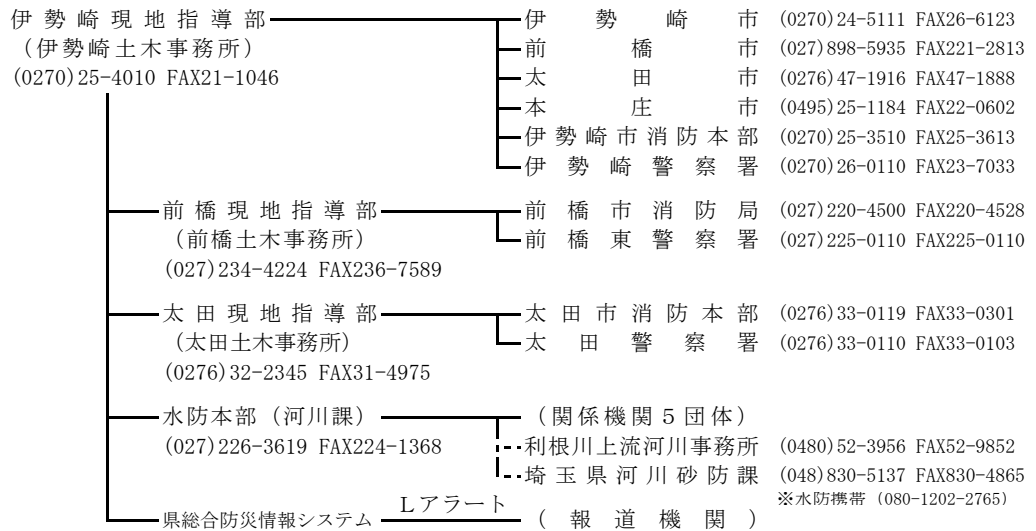 伊勢崎現地指導部 伊勢崎市 (0270)24-5111 FAX26-6123
（伊勢崎土木事務所） 前橋市 (027)898-5935 FAX221-2813
(0270)25-4010 FAX21-1046 太田市 (0276)47-1916 FAX47-1888
本庄市 (0495)25-1184 FAX22-0602
伊勢崎市消防本部 (0270)25-3510 FAX25-3613
伊勢崎警察署 (0270)26-0110 FAX23-7033
前橋現地指導部 前橋市消防局 (027)220-4500 FAX220-4528
（前橋土木事務所） 前橋東警察署 (027)225-0110 FAX225-0110
(027)234-4224 FAX236-7589
太田現地指導部 太田市消防本部 (0276)33-0119 FAX33-0301
（太田土木事務所） 太田警察署 (0276)33-0110 FAX33-0103
(0276)32-2345 FAX31-4975
水防本部（河川課） （関係機関５団体）
(027)226-3619 FAX224-1368 利根川上流河川事務所 (0480)52-3956 FAX52-9852
埼玉県河川砂防課 (048)830-5137 FAX830-4865
※水防携帯（080-1202-2765）
県総合防災情報システム Ｌアラート （報道機関）